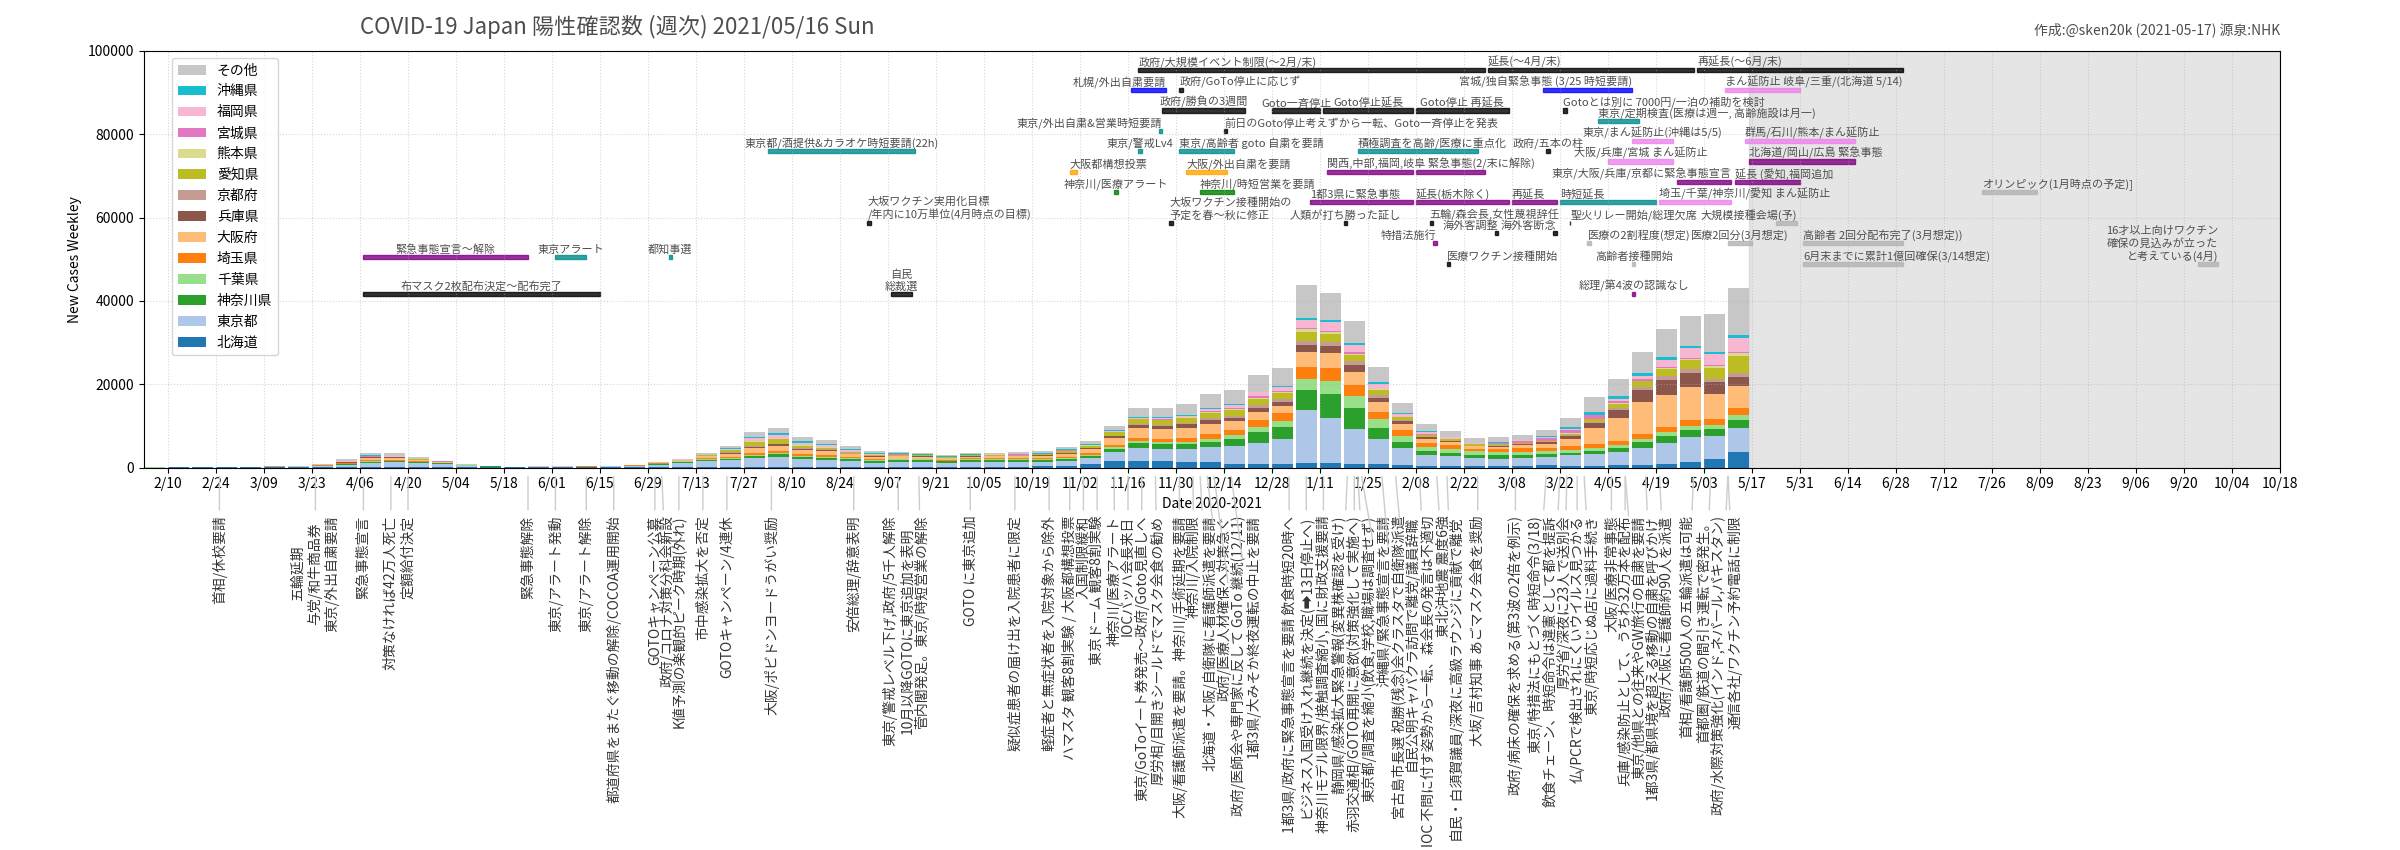 COVID-19 Japan 陽性確認数 (週次) 2021/05/16 Sun
作成:@sken20k (2021-05-17) 源泉:NHK
New Cases Weekly
100000
80000
60000
40000
20000
0
その他
沖縄県
福岡県
宮城県
熊本県
愛知県
京都府
兵庫県
大阪府
埼玉県
千葉県
神奈川県
東京都
北海道
政府/大規模イベント制限(〜2月/末)
延長(〜4月/末)
再延長(〜6月/末)
札幌/外出自粛要請
政府/GoTo停止に応じず
宮城/独自緊急事態 (3/25 時短要請)
まん延防止 岐阜/三重/(北海道 5/14)
政府/勝負の3週間
Goto一斉停止
Goto停止延長
Goto停止 再延長
Gotoとは別に 7000円/一泊の補助を検討
東京/定期検査(医療は週一, 高齢施設は月一)
東京/外出自粛&営業時短要請
前日のGoto停止考えずから一転、Goto一斉停止を発表
東京/まん延防止(沖縄は5/5)
群馬/石川/熊本/まん延防止
東京都/酒提供&カラオケ時短要請(22h)
東京/警戒Lv4
東京/高齢者 goto 自粛を要請
積極調査を高齢/医療に重点化
政府/五本の柱
大阪/兵庫/宮城 まん延防止
北海道/岡山/広島 緊急事態
大阪都構想投票
大阪/外出自粛を要請
関西,中部,福岡,岐阜 緊急事態(2/末に解除)
東京/大阪/兵庫/京都に緊急事態宣言
延長 (愛知,福岡追加
神奈川/医療アラート
神奈川/時短営業を要請
オリンピック(1月時点の予定)]
1都3県に緊急事態
延長(栃木除く)
再延長
時短延長
埼玉/千葉/神奈川/愛知 まん延防止
大坂ワクチン実用化目標
/年内に10万単位(4月時点の目標)
大坂ワクチン接種開始の
予定を春〜秋に修正
人類が打ち勝った証し
五輪/森会長,女性蔑視辞任
聖火リレー開始/総理欠席
大規模接種会場(予)
海外客調整
海外客断念
緊急事態宣言〜解除
東京アラート
都知事選
特措法施行
医療の2割程度(想定)
医療2回分(3月想定)
高齢者 2回分配布完了(3月想定))
16才以上向けワクチン
確保の見込みが立った
と考えている(4月)
医療ワクチン接種開始
高齢者接種開始
6月末までに累計1億回確保(3/14想定)
布マスク2枚配布決定〜配布完了
自民
総裁選
総理/第4波の認識なし
2/10
2/24
3/09
3/23
4/06
4/20
5/04
5/18
6/01
6/15
6/29
7/13
7/27
8/10
8/24
9/07
9/21
10/05
10/19
11/02
11/16
11/30
12/14
12/28
1/11
1/25
2/08
2/22
3/08
3/22
4/05
4/19
5/03
5/17
5/31
6/14
6/28
7/12
7/26
8/09
8/23
9/06
9/20
10/04
10/18
Date 2020-2021
首相/休校要請
五輪延期
与党/和牛商品券
東京/外出自粛要請
緊急事態宣言
対策なければ42万人死亡
定額給付決定
緊急事態解除
東京/アラート発動
東京/アラート解除
都道府県をまたぐ移動の解除/COCOA運用開始
GOTOキャンペーン公募
政府/コロナ対策分科会新設
K値予測の楽観的ピーク時期(外れ)
市中感染拡大を否定
GOTOキャンペーン/4連休
大阪/ポビドンヨードうがい奨励
安倍総理/辞意表明
東京/警戒レベル下げ,政府/5千人解除
10月以降GOTOに東京追加を表明
菅内閣発足。東京/時短営業の解除
GOTO に東京追加
疑似症患者の届け出を入院患者に限定
軽症者と無症状者を入院対象から除外
ハマスタ 観客8割実験 / 大阪都構想投票
入国制限緩和
東京ドーム 観客8割実験
神奈川/医療アラート
IOCバッハ会長来日
東京/GoToイート券発売〜政府/Goto見直しへ
厚労相/目開きシールドでマスク会食の勧め
大阪/看護師派遣を要請。神奈川/手術延期を要請
神奈川/入院制限
北海道・大阪/自衛隊に看護師派遣を要請
政府/医療人材確保へ対策急ぐ
政府/医師会や専門家に反して GoTo 継続(12/11)
1都3県/大みそか終夜運転の中止を要請
1都3県/政府に緊急事態宣言を要請 飲食時短20時へ
ビジネス入国受け入れ継続を決定(➡13日停止へ)
神奈川モデル限界/接触調査縮小, 国に財政支援要請
静岡県/感染拡大緊急警報(変異株確認を受け)
赤羽交通相/GOTO再開に意欲(対策強化して実施へ)
東京都/調査を縮小(飲食,学校,職場は調査せず)
沖縄県/緊急事態宣言を要請
宮古島市長選 祝勝(残念)会クラスタで自衛隊派遣
自民公明キャバクラ訪問で離党/議員辞職
IOC 不問に付す姿勢から一転、森会長の発言は不適切
東北沖地震 震度6強
自民・白須賀議員/深夜に高級ラウンジに貢献で離党
大坂/吉村知事 あごマスク会食を奨励
政府/病床の確保を求める(第3波の2倍を例示)
東京/特措法にもとづく 時短命令(3/18)
飲食チェーン、時短命令は違憲として都を提訴
厚労省/深夜に23人で送別会
仏/PCRで検出されにくいウイルス見つかる
東京/時短応じぬ店に過料手続き
大阪/医療非常事態
兵庫/感染防止として、うちわ32万本を配布
東京/他県との往来やGW旅行の自粛を要請
1都3県/都県境を超える移動の自粛を呼びかけ
政府/大阪に看護師約90人を派遣
首相/看護師500人の五輪派遣は可能
首都圏/鉄道の間引き運転で密発生。
政府/水際対策強化(インド,ネパール,パキスタン)
通信各社/ワクチン予約電話に制限